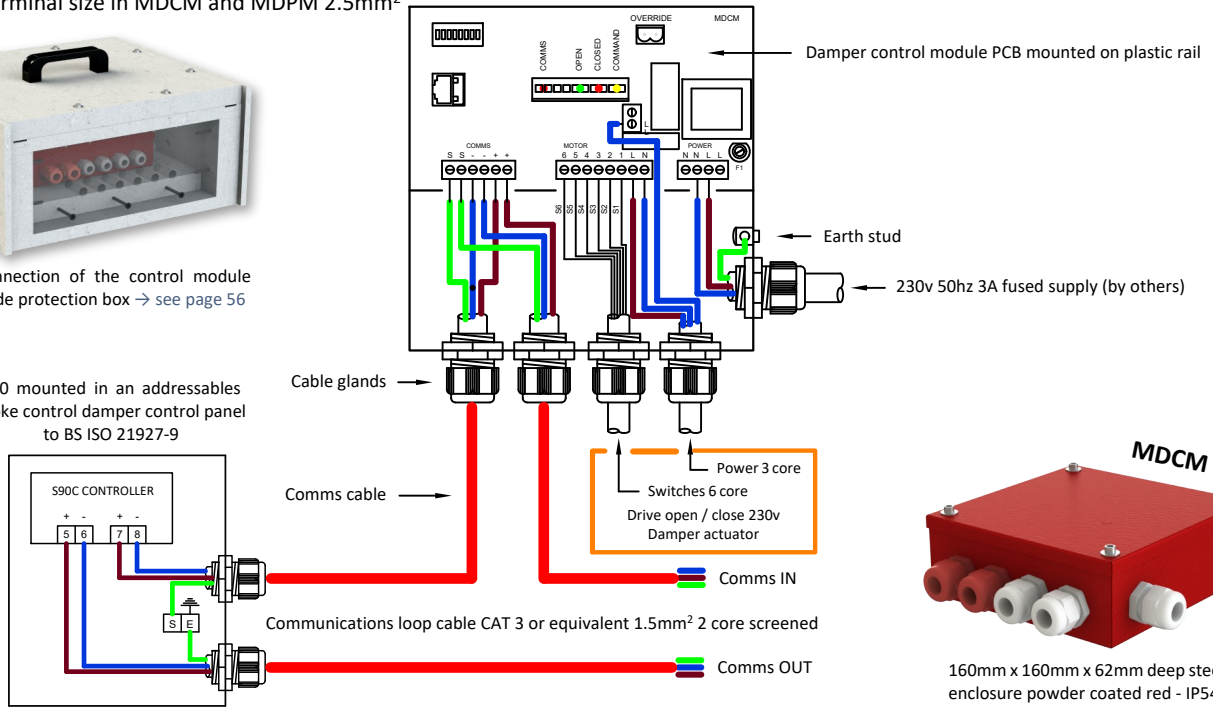 terminal size in MDCM and MDPM 2.5mm²
OVERRIDE
MDCM
COMMS
OPEN
CLOSED
COMMAND
Damper control module PCB mounted on plastic rail
L
L
COMMS
S S - - + +
MOTOR
6 5 4 3 2 1 L N
POWER
N N L L
F1
S6
S5
S4
S3
S2
S1
Earth stud
230v 50hz 3A fused supply (by others)
of the control module
protection box → see page 56
Cable glands
mounted in an addressables
control damper control panel
to BS ISO 21927-9
S90C CONTROLLER
+ - + -
5 6 7 8
S E
Comms cable
Power 3 core
Switches 6 core
Drive open / close 230v
Damper actuator
Comms IN
Communications loop cable CAT 3 or equivalent 1.5mm² 2 core screened
Comms OUT
MDCM
160mm x 160mm x 62mm deep
enclosure powder coated red - IP54